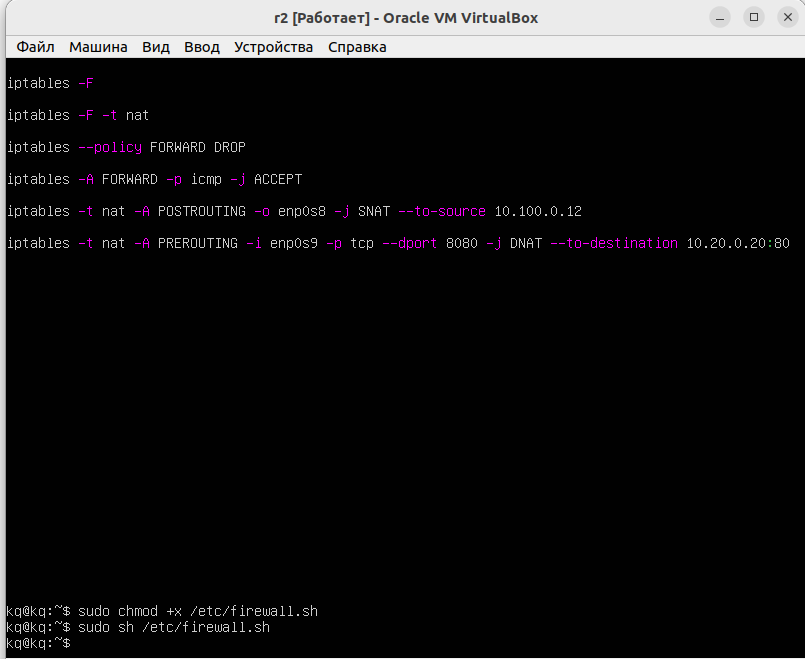 r2 [Работает] - Oracle VM VirtualBox
Файл Машина Вид Ввод Устройства Справка
iptables -F
iptables -F -t nat
iptables --policy FORWARD DROP
iptables -A FORWARD -p icmp -j ACCEPT
iptables -t nat -A POSTROUTING -o enp0s8 -j SNAT --to-source 10.100.0.12
iptables -t nat -A PREROUTING -i enp0s9 -p tcp --dport 8080 -j DNAT --to-destination 10.20.0.20:80
kq@kq:~$ sudo chmod +x /etc/firewall.sh
kq@kq:~$ sudo sh /etc/firewall.sh
kq@kq:~$